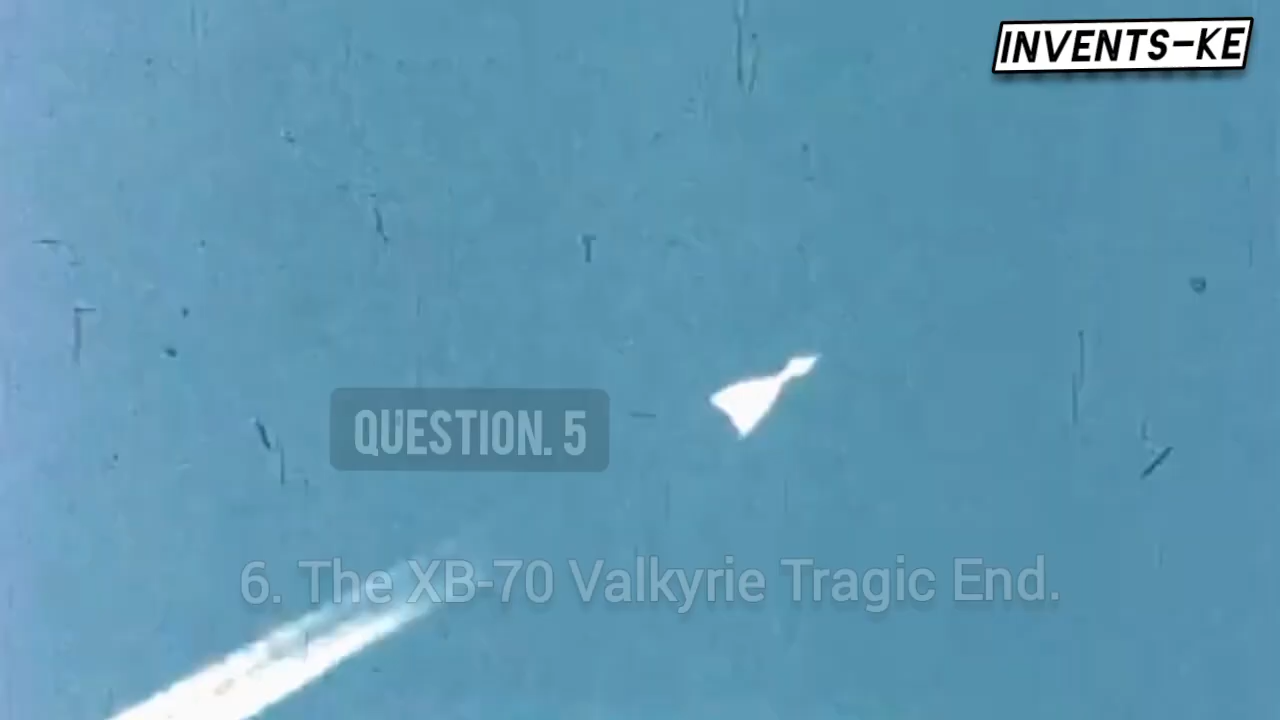 INVENTS-KE
QUESTION. 5
6. The XB-70 Valkyrie Tragic End.